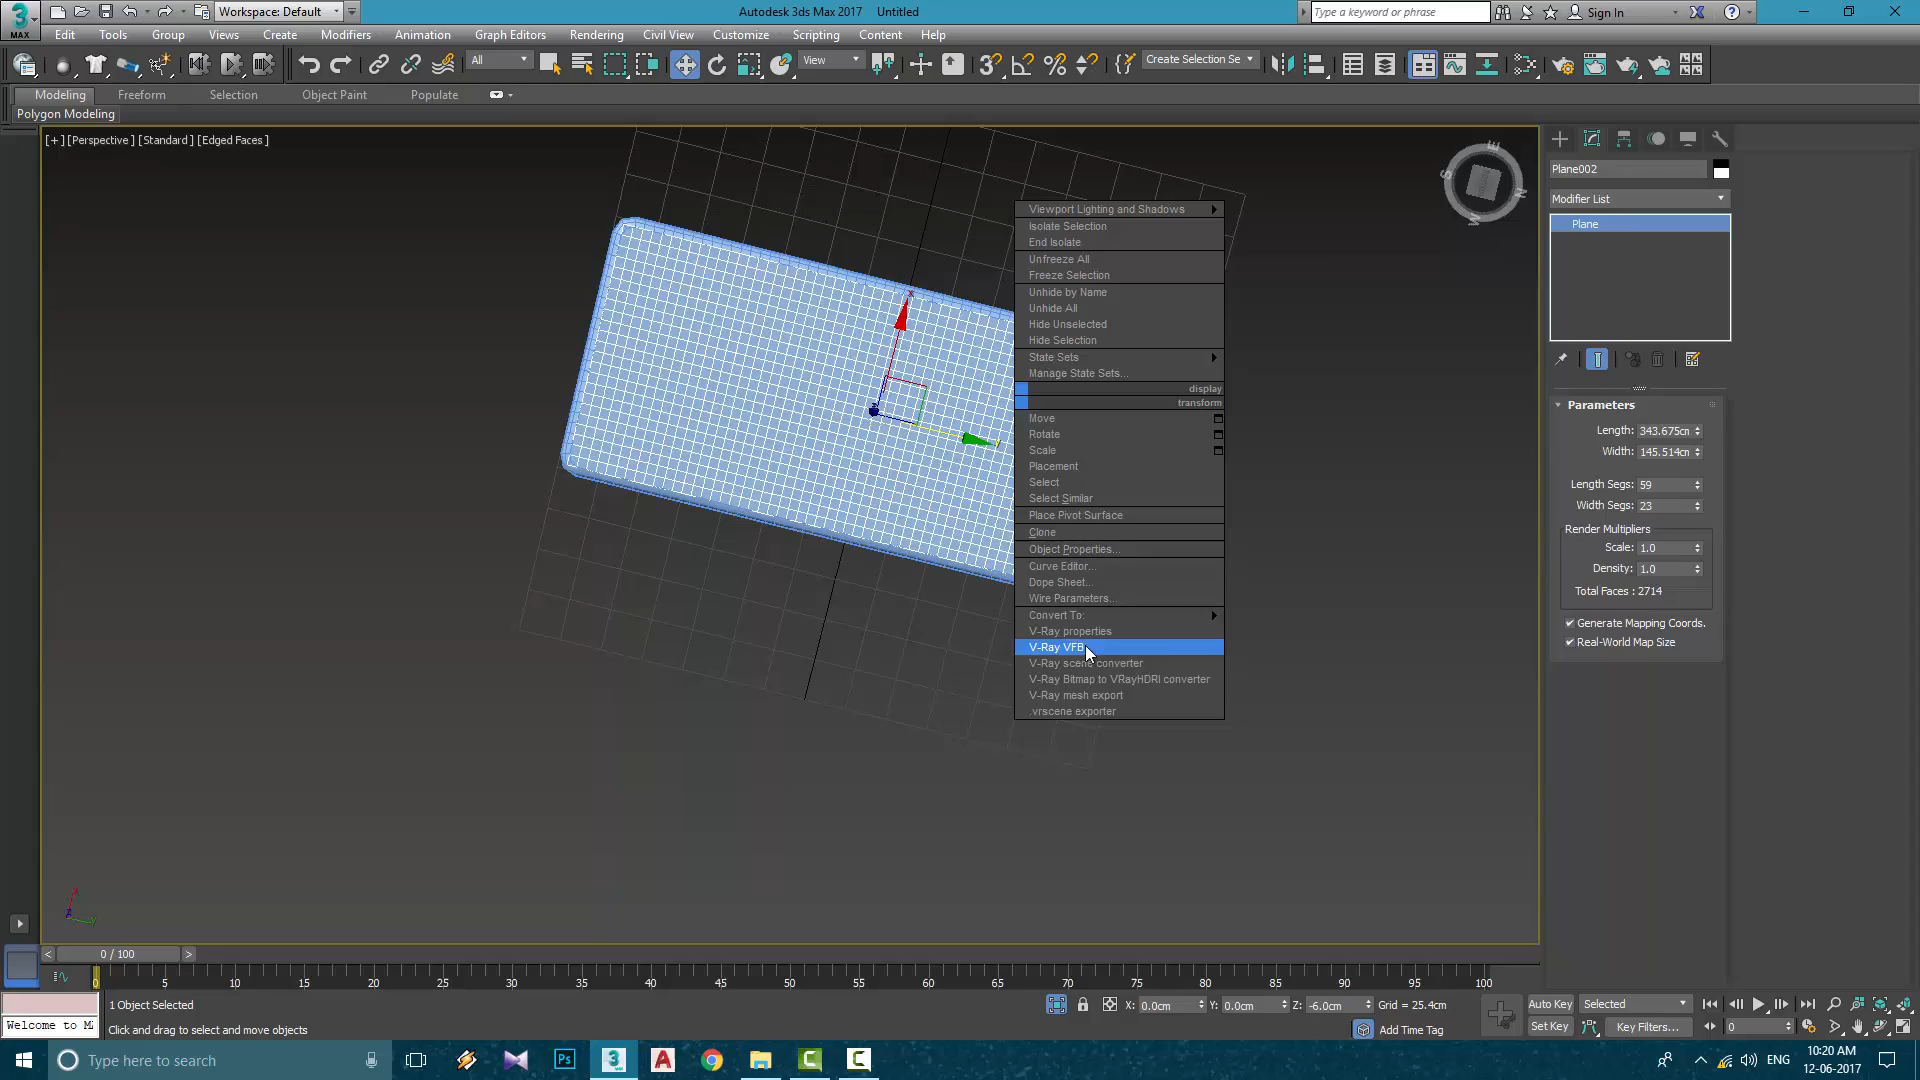 Workspace: Default
Autodesk 3ds Max 2017 Untitled
Type a keyword or phrase
Sign In
MAX
Edit Tools Group Views Create Modifiers Animation Graph Editors Rendering Civil View Customize Scripting Content Help
All
View
Create Selection Se
Modeling Freeform Selection Object Paint Populate
Polygon Modeling
[+] [Perspective ] [Standard ] [Edged Faces ]
Viewport Lighting and Shadows
Isolate Selection
End Isolate
Unfreeze All
Freeze Selection
Unhide by Name
Unhide All
Hide Unselected
Hide Selection
State Sets
Manage State Sets...
display
transform
Move
Rotate
Scale
Placement
Select
Select Similar
Place Pivot Surface
Clone
Object Properties...
Curve Editor...
Dope Sheet...
Wire Parameters...
Convert To:
V-Ray properties
V-Ray VFB
V-Ray scene converter
V-Ray Bitmap to VRayHDRI converter
V-Ray mesh export
.vrscene exporter
Plane002
Modifier List
Plane
Parameters
Length: 343.675cm
Width: 145.514cm
Length Segs: 59
Width Segs: 23
Render Multipliers
Scale: 1.0
Density: 1.0
Total Faces : 2714
Generate Mapping Coords.
Real-World Map Size
0 / 100
0 5 10 15 20 25 30 35 40 45 50 55 60 65 70 75 80 85 90 95 100
1 Object Selected
X: 0.0cm Y: 0.0cm Z: -6.0cm Grid = 25.4cm
Auto Key Selected
Welcome to M
Click and drag to select and move objects
Add Time Tag
Set Key Key Filters... 0
Type here to search
Ps
ENG
10:20 AM
12-06-2017